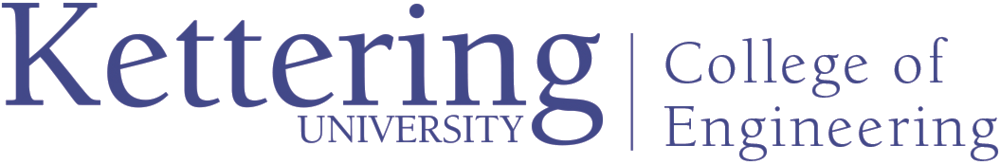 Kettering
UNIVERSITY
College of
Engineering